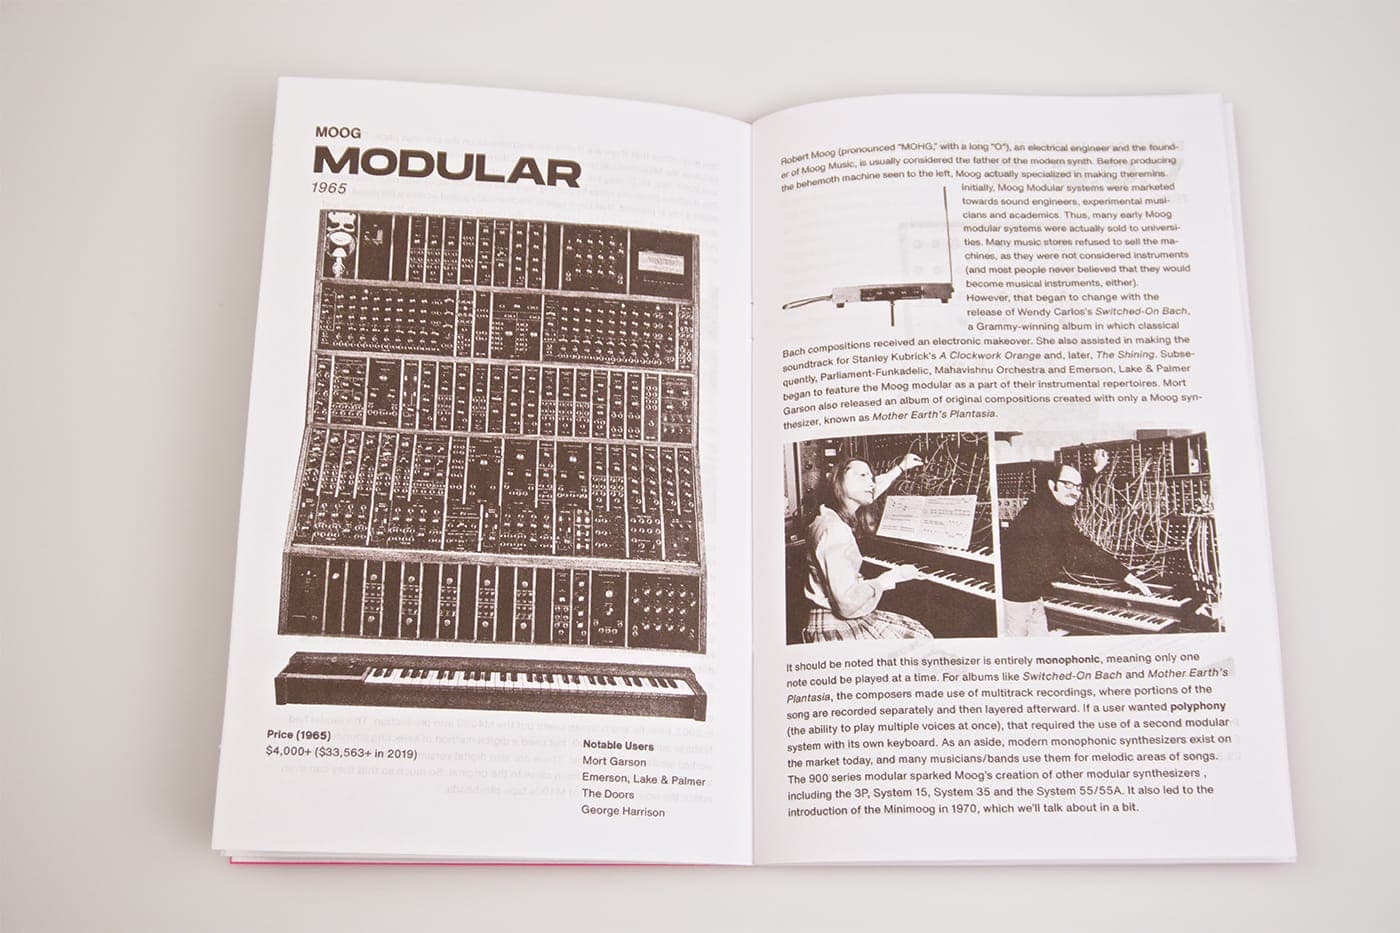 MOOG
MODULAR
1965
Price (1965)
$4,000+ ($33,563+ in 2019)
Notable Users
Mort Garson
Emerson, Lake & Palmer
The Doors
George Harrison
Robert Moog (pronounced "MOHG," with a long "O"), an electrical engineer and the found-
er of Moog Music, is usually considered the father of the modern synth. Before producing
the behemoth machine seen to the left, Moog actually specialized in making theremins.
Initially, Moog Modular systems were marketed
towards sound engineers, experimental musi-
cians and academics. Thus, many early Moog
modular systems were actually sold to universi-
ties. Many music stores refused to sell the ma-
chines, as they were not considered instruments
(and most people never believed that they would
become musical instruments, either).
However, that began to change with the
release of Wendy Carlos's Switched-On Bach,
a Grammy-winning album in which classical
Bach compositions received an electronic makeover. She also assisted in making the
soundtrack for Stanley Kubrick's A Clockwork Orange and, later, The Shining. Subse-
quently, Parliament-Funkadelic, Mahavishnu Orchestra and Emerson, Lake & Palmer
began to feature the Moog modular as a part of their instrumental repertoires. Mort
Garson also released an album of original compositions created with only a Moog syn-
thesizer, known as Mother Earth's Plantasia.
It should be noted that this synthesizer is entirely monophonic, meaning only one
note could be played at a time. For albums like Switched-On Bach and Mother Earth's
Plantasia, the composers made use of multitrack recordings, where portions of the
song are recorded separately and then layered afterward. If a user wanted polyphony
(the ability to play multiple voices at once), that required the use of a second modular
system with its own keyboard. As an aside, modern monophonic synthesizers exist on
the market today, and many musicians/bands use them for melodic areas of songs.
The 900 series modular sparked Moog's creation of other modular synthesizers ,
including the 3P, System 15, System 35 and the System 55/55A. It also led to the
introduction of the Minimoog in 1970, which we'll talk about in a bit.